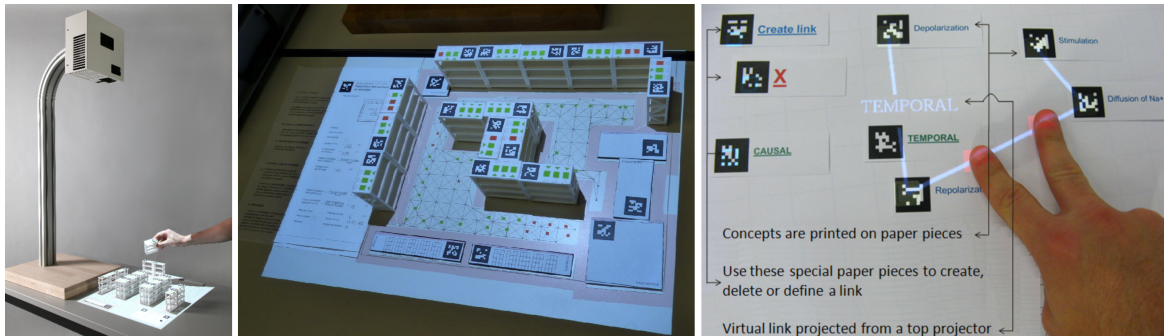 Create link
Depolarization
Stimulation
X
Diffusion of Na+
TEMPORAL
TEMPORAL
CAUSAL
Repolarizat
Concepts are printed on paper pieces
Use these special paper pieces to create,
delete or define a link
Virtual link projected from a top projector